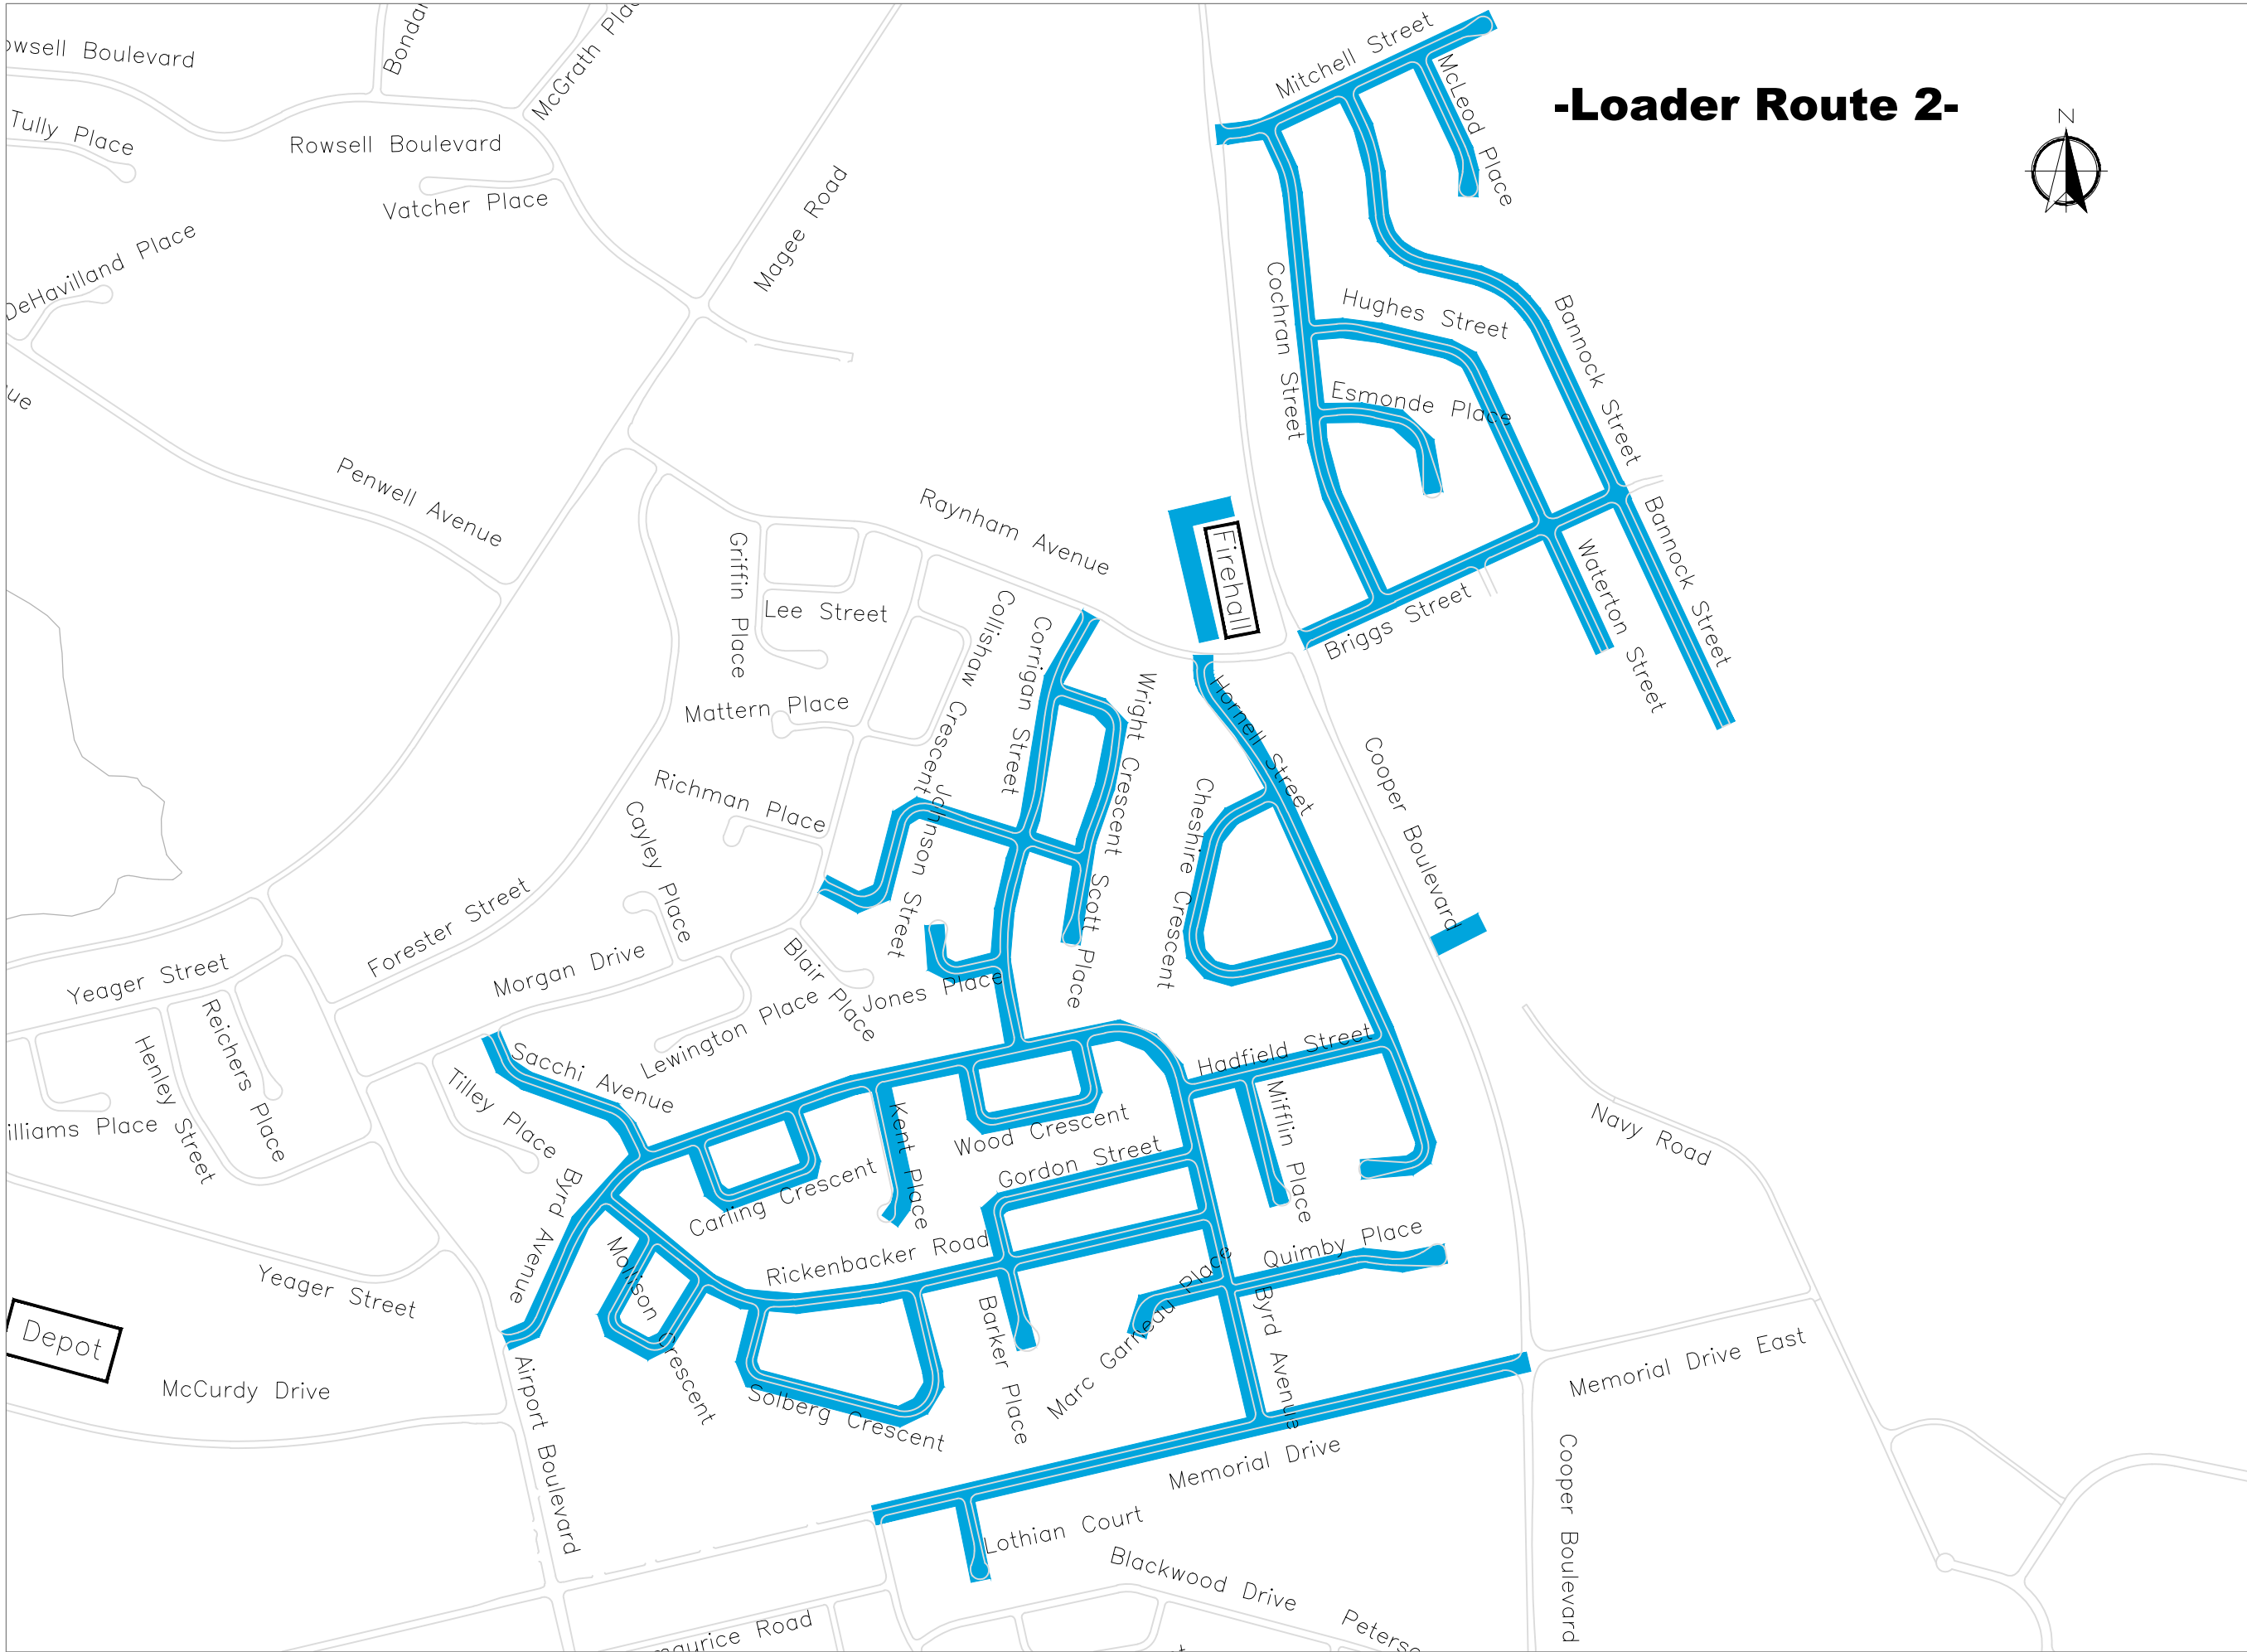 -Loader Route 2-
N
owsell Boulevard
McGrath
Mitchell Street
McLeod Place
Tully Place
Rowsell Boulevard
Vatcher Place
Magee Road
DeHavilland Place
Cochran Street
Hughes Street
Bannock Street
Esmonde Place
Penwell Avenue
Raynham Avenue
Firehall
Griffin Place
Lee Street
Collishaw Crescent
Corrigan Street
Briggs Street
Waterton Street
Bannock Street
Mattern Place
Wright Crescent
Hornell Street
Cooper Boulevard
Richman Place
Cayley Place
Johnson Street
Cheshire Crescent
Scott Place
Forester Street
Morgan Drive
Blair Place
Jones Place
Yeager Street
Reichers Place
Henley Street
Lewington Place
Sacchi Avenue
Tilley Place
Hadfield Street
Mifflin Place
Navy Road
illiams Place
Kent Place
Wood Crescent
Gordon Street
Carling Crescent
Byrd Avenue
Mollison Crescent
Rickenbacker Road
Quimby Place
Yeager Street
Depot
McCurdy Drive
Airport Boulevard
Solberg Crescent
Barker Place
Marc Garneau Place
Byrd Avenue
Memorial Drive East
Memorial Drive
Cooper Boulevard
Lothian Court
Blackwood Drive
aurice Road